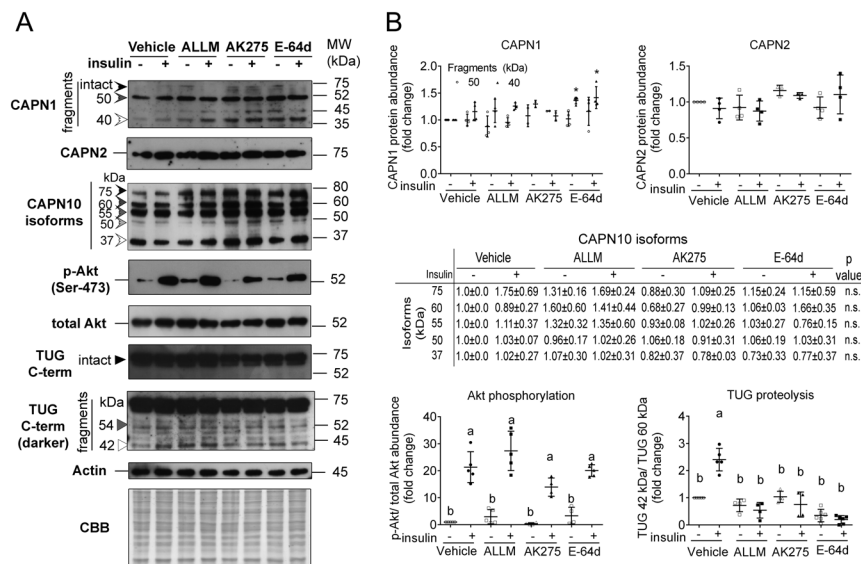 A
Vehicle ALLM AK275 E-64d MW
insulin - + - + - + - + (kDa)
CAPN1
fragments
intact
50
40
75
52
45
35
CAPN2
75
kDa
CAPN10
isoforms
75
60
55
50
37
80
60
50
37
p-Akt
(Ser-473)
52
total Akt
52
TUG
C-term
intact
75
52
TUG
C-term
(darker)
fragments
kDa
54
42
75
52
45
Actin
45
CBB
B
CAPN1
CAPN1 protein abundance
(fold change)
Fragments (kDa)
50 40
2.0
1.5
1.0
0.5
0.0
* *
insulin - + - + - + - +
Vehicle ALLM AK275 E-64d
CAPN2
CAPN2 protein abundance
(fold change)
1.5
1.0
0.5
0.0
insulin - + - + - + - +
Vehicle ALLM AK275 E-64d
CAPN10 isoforms
Vehicle ALLM AK275 E-64d p
Insulin - + - + - + - + value
Isoforms
(kDa)
75 1.0±0.0 1.75±0.69 1.31±0.16 1.69±0.24 0.88±0.30 1.09±0.25 1.15±0.24 1.15±0.59 n.s.
60 1.0±0.0 0.89±0.27 1.60±0.60 1.41±0.44 0.68±0.27 0.99±0.13 1.06±0.03 1.66±0.35 n.s.
55 1.0±0.0 1.11±0.37 1.32±0.32 1.35±0.60 0.93±0.08 1.02±0.26 1.03±0.27 0.76±0.15 n.s.
50 1.0±0.0 1.03±0.07 0.96±0.17 1.02±0.26 1.06±0.18 0.91±0.31 1.06±0.19 1.03±0.31 n.s.
37 1.0±0.0 1.02±0.27 1.07±0.30 1.02±0.31 0.82±0.37 0.78±0.03 0.73±0.33 0.77±0.37 n.s.
Akt phosphorylation
p-Akt/ total Akt abundance
(fold change)
40
30
20
10
0
b a b a b a b a
insulin - + - + - + - +
Vehicle ALLM AK275 E-64d
TUG proteolysis
TUG 42 kDa/ TUG 60 kDa
(fold change)
4
3
2
1
0
b a b b b b b b
insulin - + - + - + - +
Vehicle ALLM AK275 E-64d